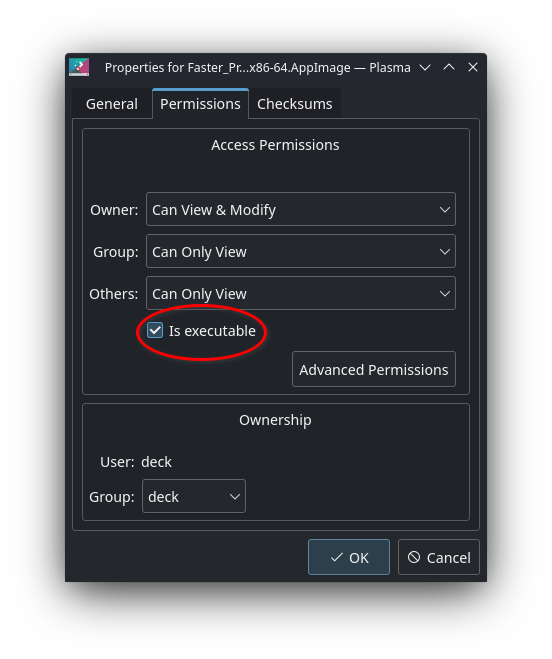 Properties for Faster_Pr...x86-64.AppImage — Plasma
General Permissions Checksums
Access Permissions
Owner: Can View & Modify
Group: Can Only View
Others: Can Only View
Is executable
Advanced Permissions
Ownership
User: deck
Group: deck
OK Cancel